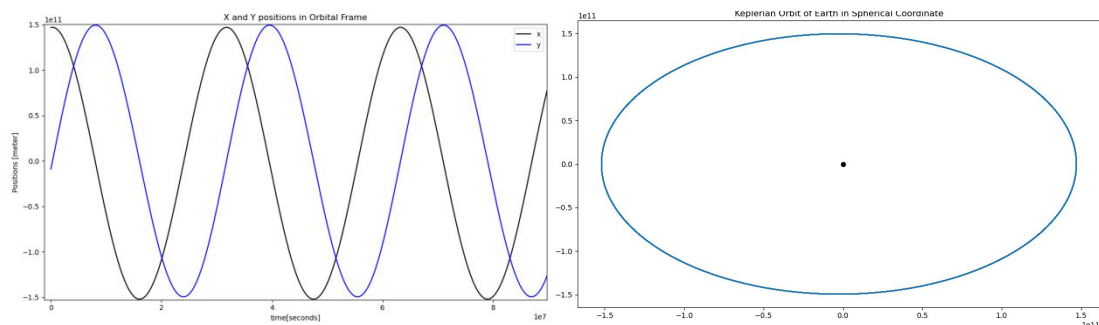 X and Y positions in Orbital Frame
1e11
x
y
1.5
1.0
0.5
0.0
-0.5
-1.0
-1.5
Positions [meter]
0
2
4
6
8
1e7
time[seconds]
Keplerian Orbit of Earth in Spherical Coordinate
1e11
1.5
1.0
0.5
0.0
-0.5
-1.0
-1.5
-1.5
-1.0
-0.5
0.0
0.5
1.0
1.5
1e11